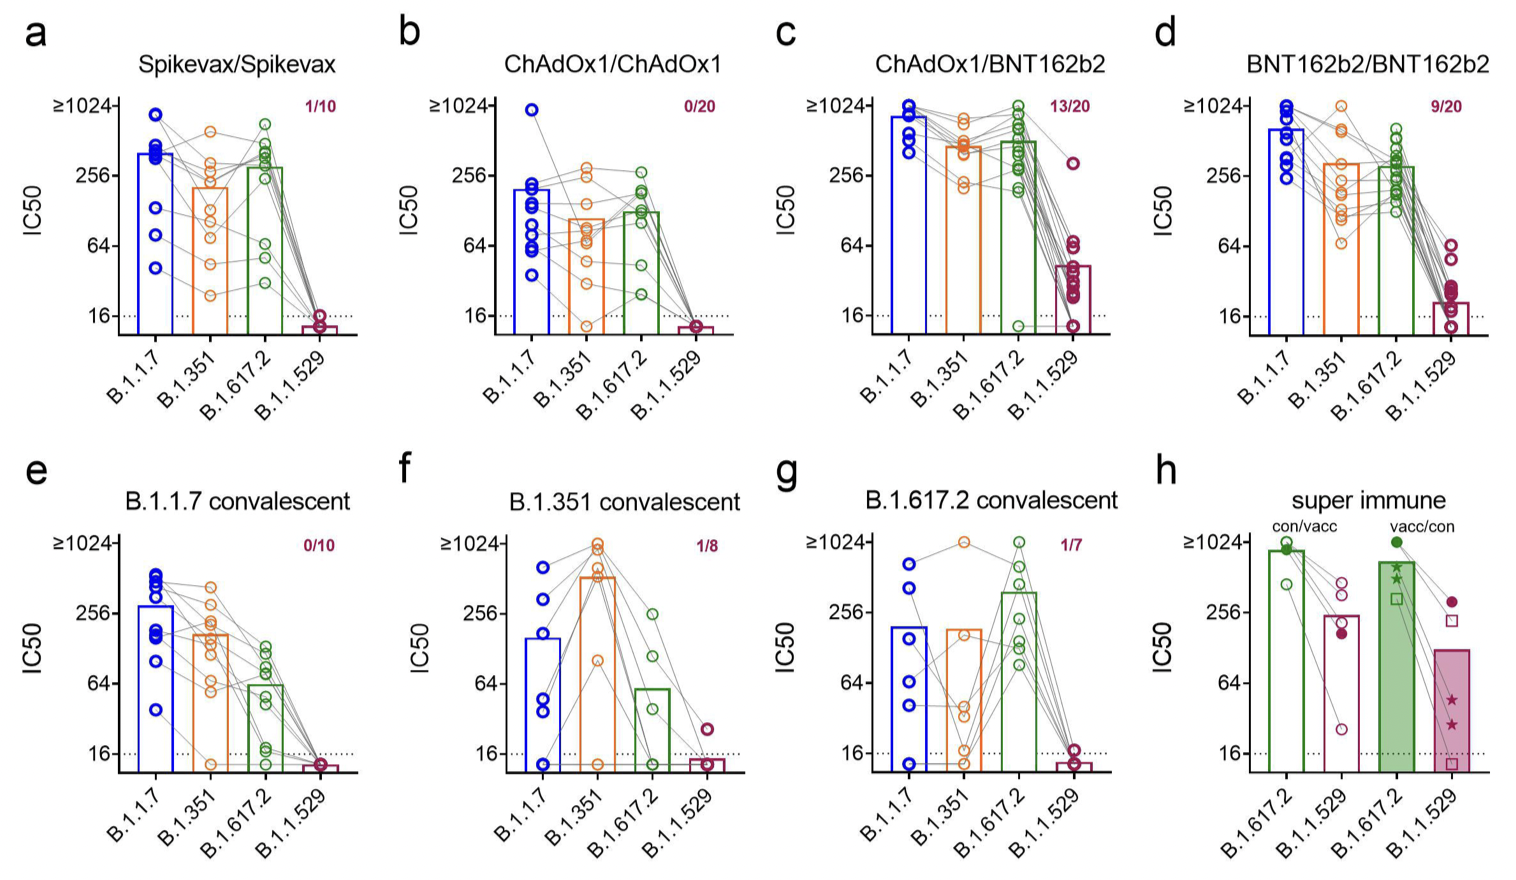 a
Spikevax/Spikevax
1/10
IC50
≥1024
256
64
16
B.1.1.7
B.1.351
B.1.617.2
B.1.1.529
b
ChAdOx1/ChAdOx1
0/20
IC50
≥1024
256
64
16
B.1.1.7
B.1.351
B.1.617.2
B.1.1.529
c
ChAdOx1/BNT162b2
13/20
IC50
≥1024
256
64
16
B.1.1.7
B.1.351
B.1.617.2
B.1.1.529
d
BNT162b2/BNT162b2
9/20
IC50
≥1024
256
64
16
B.1.1.7
B.1.351
B.1.617.2
B.1.1.529
e
B.1.1.7 convalescent
0/10
IC50
≥1024
256
64
16
B.1.1.7
B.1.351
B.1.617.2
B.1.1.529
f
B.1.351 convalescent
1/8
IC50
≥1024
256
64
16
B.1.1.7
B.1.351
B.1.617.2
B.1.1.529
g
B.1.617.2 convalescent
1/7
IC50
≥1024
256
64
16
B.1.1.7
B.1.351
B.1.617.2
B.1.1.529
h
super immune
con/vacc vacc/con
IC50
≥1024
256
64
16
B.1.617.2
B.1.1.529
B.1.617.2
B.1.1.529